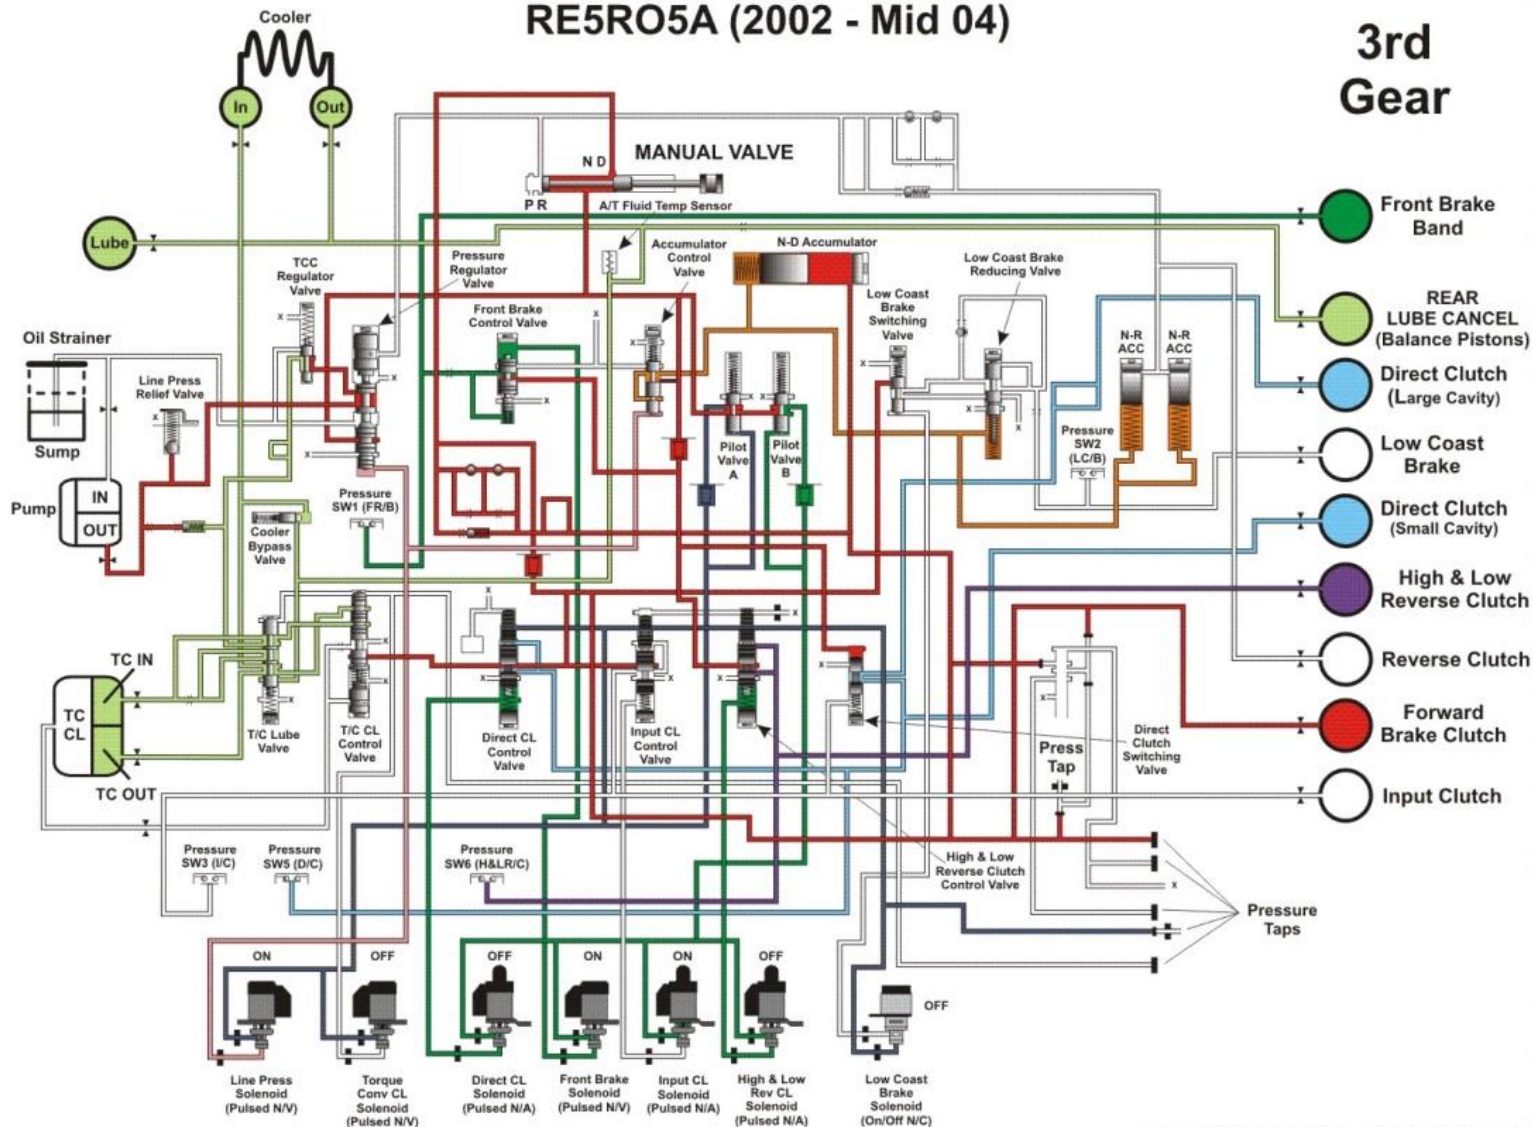 RE5RO5A (2002 - Mid 04)
3rd
Gear
Cooler
In
Out
Lube
N D
MANUAL VALVE
P R
A/T Fluid Temp Sensor
TCC
Regulator
Valve
Pressure
Regulator
Valve
Accumulator
Control
Valve
N-D Accumulator
Low Coast Brake
Reducing Valve
Front Brake
Control Valve
Low Coast
Brake
Switching
Valve
N-R
ACC
N-R
ACC
Oil Strainer
Sump
Line Press
Relief Valve
X
X
X
X
X
X
X
X
X
X
X
Pump
IN
OUT
Pressure
SW1 (FR/B)
Cooler
Bypass
Valve
Pilot
Valve
A
Pilot
Valve
B
Pressure
SW2
(LC/B)
Front Brake
Band
REAR
LUBE CANCEL
(Balance Pistons)
Direct Clutch
(Large Cavity)
Low Coast
Brake
Direct Clutch
(Small Cavity)
High & Low
Reverse Clutch
Reverse Clutch
Forward
Brake Clutch
Input Clutch
TC IN
TC
CL
TC OUT
X
X
X
X
X
X
X
X
X
T/C Lube
Valve
T/C CL
Control
Valve
Direct CL
Control
Valve
Input CL
Control
Valve
Press
Tap
Direct
Clutch
Switching
Valve
Pressure
SW3 (I/C)
Pressure
SW5 (D/C)
Pressure
SW6 (H&LR/C)
High & Low
Reverse Clutch
Control Valve
X
Pressure
Taps
ON
OFF
OFF
ON
ON
OFF
OFF
Line Press
Solenoid
(Pulsed N/V)
Torque
Conv CL
Solenoid
(Pulsed N/V)
Direct CL
Solenoid
(Pulsed N/A)
Front Brake
Solenoid
(Pulsed N/V)
Input CL
Solenoid
(Pulsed N/A)
High & Low
Rev CL
Solenoid
(Pulsed N/A)
Low Coast
Brake
Solenoid
(On/Off N/C)